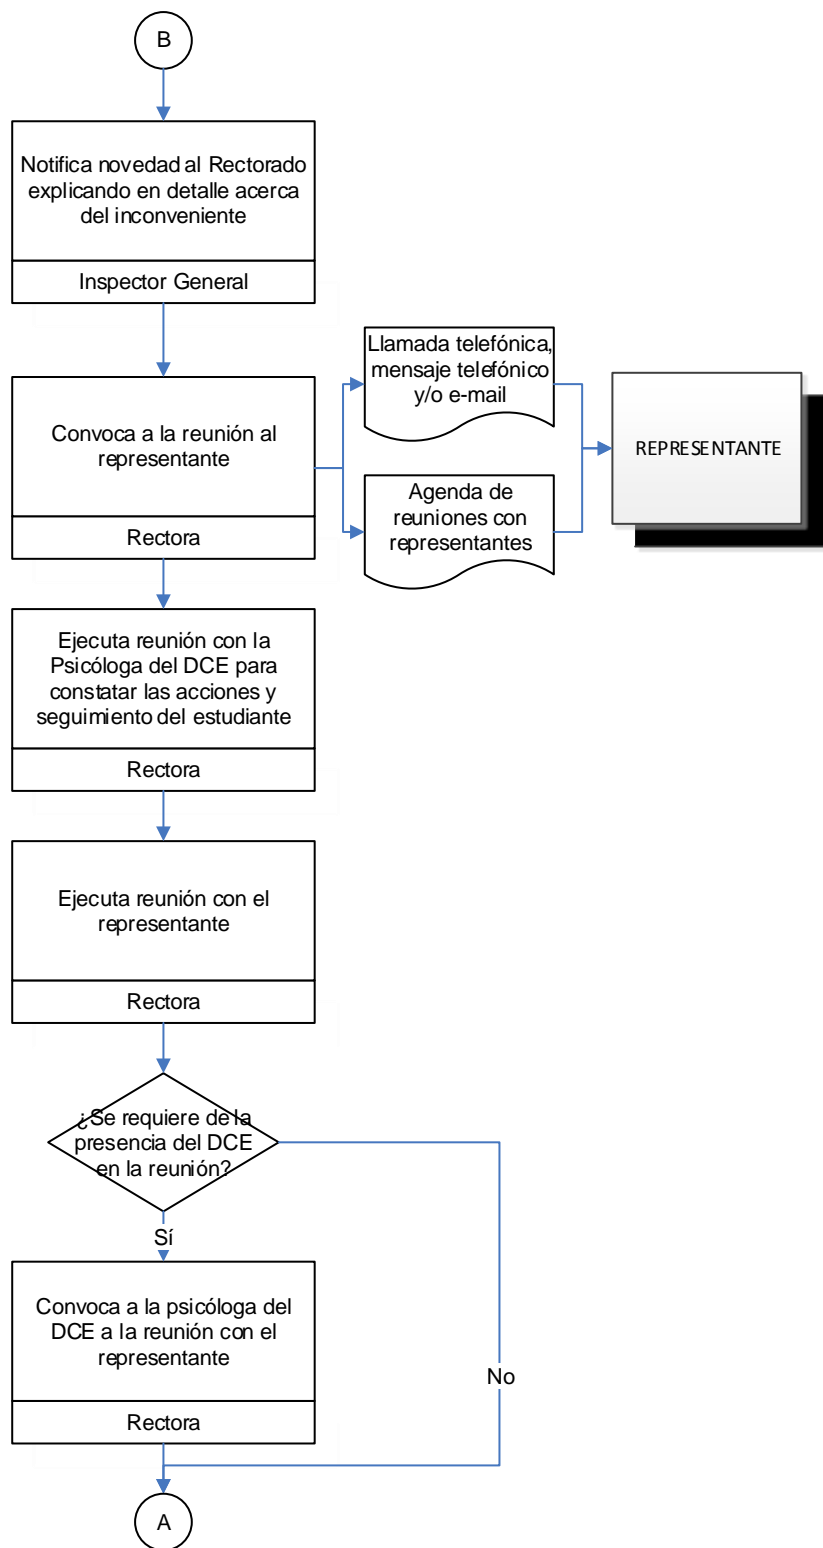 B
Notifica novedad al Rectorado
explicando en detalle acerca
del inconveniente
Inspector General
Convoca a la reunión al
representante
Rectora
Llamada telefónica,
mensaje telefónico
y/o e-mail
Agenda de
reuniones con
representantes
REPRESENTANTE
Ejecuta reunión con la
Psicóloga del DCE para
constatar las acciones y
seguimiento del estudiante
Rectora
Ejecuta reunión con el
representante
Rectora
¿Se requiere de la
presencia del DCE
en la reunión?
Sí
Convoca a la psicóloga del
DCE a la reunión con el
representante
Rectora
No
A